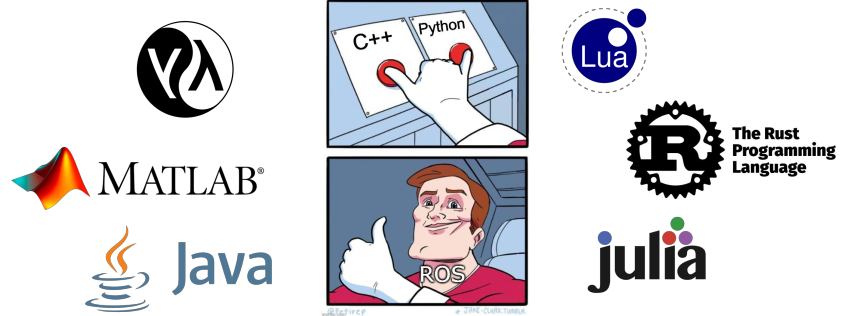 C++
Python
Lua
The Rust
Programming
Language
R
MATLAB®
Java
julia
ROS